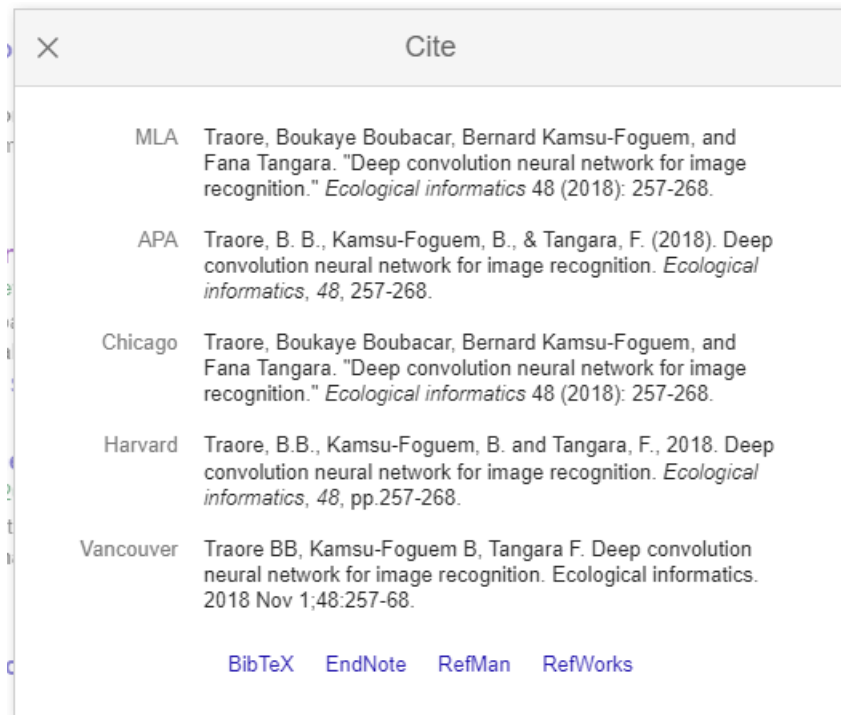 Cite
MLA Traore, Boukaye Boubacar, Bernard Kamsu-Foguem, and
Fana Tangara. "Deep convolution neural network for image
recognition." Ecological informatics 48 (2018): 257-268.
APA Traore, B. B., Kamsu-Foguem, B., & Tangara, F. (2018). Deep
convolution neural network for image recognition. Ecological
informatics, 48, 257-268.
Chicago Traore, Boukaye Boubacar, Bernard Kamsu-Foguem, and
Fana Tangara. "Deep convolution neural network for image
recognition." Ecological informatics 48 (2018): 257-268.
Harvard Traore, B.B., Kamsu-Foguem, B. and Tangara, F., 2018. Deep
convolution neural network for image recognition. Ecological
informatics, 48, pp.257-268.
Vancouver Traore BB, Kamsu-Foguem B, Tangara F. Deep convolution
neural network for image recognition. Ecological informatics.
2018 Nov 1;48:257-68.
BibTeX EndNote RefMan RefWorks